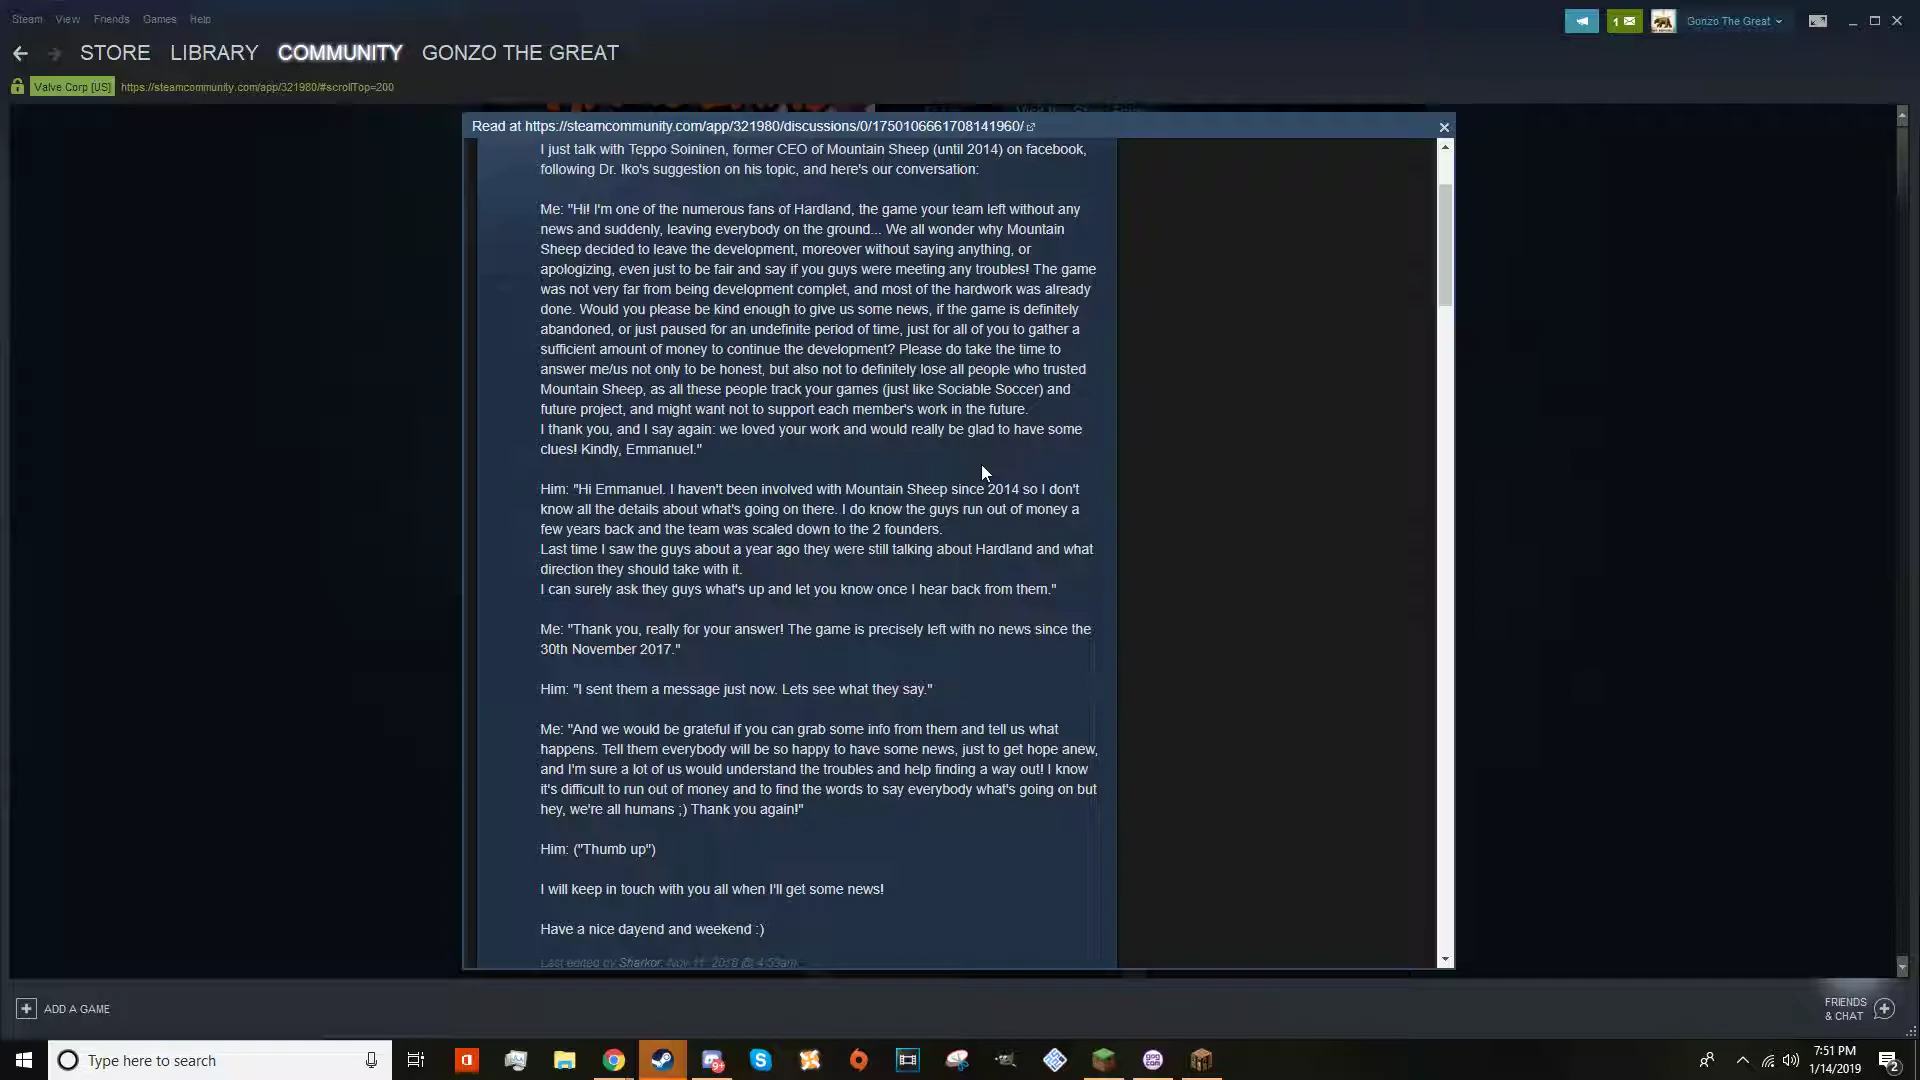 Steam View Friends Games Help
1
Gonzo The Great
STORE LIBRARY COMMUNITY GONZO THE GREAT
Valve Corp [US] https://steamcommunity.com/app/321980/#scrollTop=200
Read at https://steamcommunity.com/app/321980/discussions/0/1750106661708141960/
I just talk with Teppo Soininen, former CEO of Mountain Sheep (until 2014) on facebook,
following Dr. Iko's suggestion on his topic, and here's our conversation:
Me: "Hi! I'm one of the numerous fans of Hardland, the game your team left without any
news and suddenly, leaving everybody on the ground... We all wonder why Mountain
Sheep decided to leave the development, moreover without saying anything, or
apologizing, even just to be fair and say if you guys were meeting any troubles! The game
was not very far from being development complet, and most of the hardwork was already
done. Would you please be kind enough to give us some news, if the game is definitely
abandoned, or just paused for an undefinite period of time, just for all of you to gather a
sufficient amount of money to continue the development? Please do take the time to
answer me/us not only to be honest, but also not to definitely lose all people who trusted
Mountain Sheep, as all these people track your games (just like Sociable Soccer) and
future project, and might want not to support each member's work in the future.
I thank you, and I say again: we loved your work and would really be glad to have some
clues! Kindly, Emmanuel."
Him: "Hi Emmanuel. I haven't been involved with Mountain Sheep since 2014 so I don't
know all the details about what's going on there. I do know the guys run out of money a
few years back and the team was scaled down to the 2 founders.
Last time I saw the guys about a year ago they were still talking about Hardland and what
direction they should take with it.
I can surely ask they guys what's up and let you know once I hear back from them."
Me: "Thank you, really for your answer! The game is precisely left with no news since the
30th November 2017."
Him: "I sent them a message just now. Lets see what they say."
Me: "And we would be grateful if you can grab some info from them and tell us what
happens. Tell them everybody will be so happy to have some news, just to get hope anew,
and I'm sure a lot of us would understand the troubles and help finding a way out! I know
it's difficult to run out of money and to find the words to say everybody what's going on but
hey, we're all humans ;) Thank you again!"
Him: ("Thumb up")
I will keep in touch with you all when I'll get some news!
Have a nice dayend and weekend :)
Last edited by Sharkor; Nov 11, 2018 @ 4:53am
ADD A GAME
FRIENDS
& CHAT
Type here to search
9+
gog
com
7:51 PM
1/14/2019
2